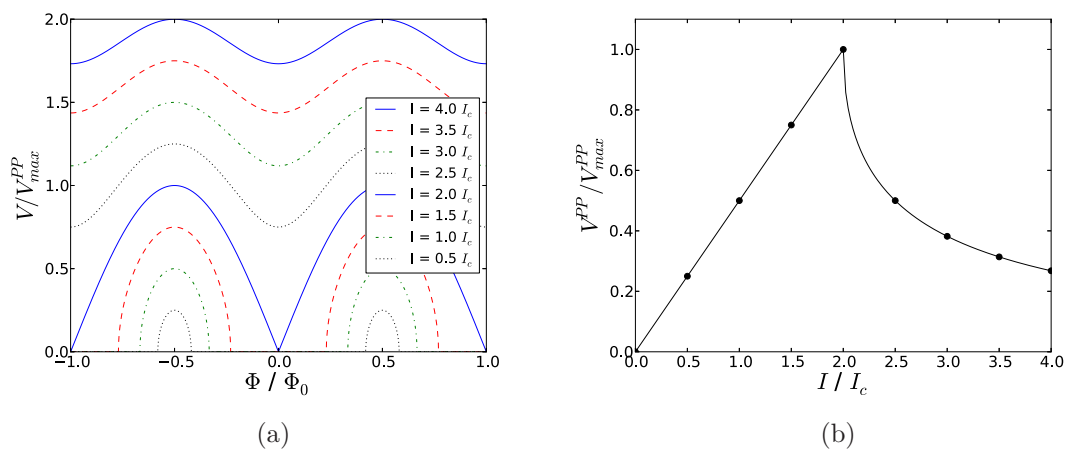 2.0
1.5
1.0
0.5
0.0
V/V_{max}^{PP}
−1.0 −0.5 0.0 0.5 1.0
Φ / Φ_0
I = 4.0 I_c
I = 3.5 I_c
I = 3.0 I_c
I = 2.5 I_c
I = 2.0 I_c
I = 1.5 I_c
I = 1.0 I_c
I = 0.5 I_c
(a)
1.0
0.8
0.6
0.4
0.2
0.0
V^{PP}/V_{max}^{PP}
0.0 0.5 1.0 1.5 2.0 2.5 3.0 3.5 4.0
I / I_c
(b)